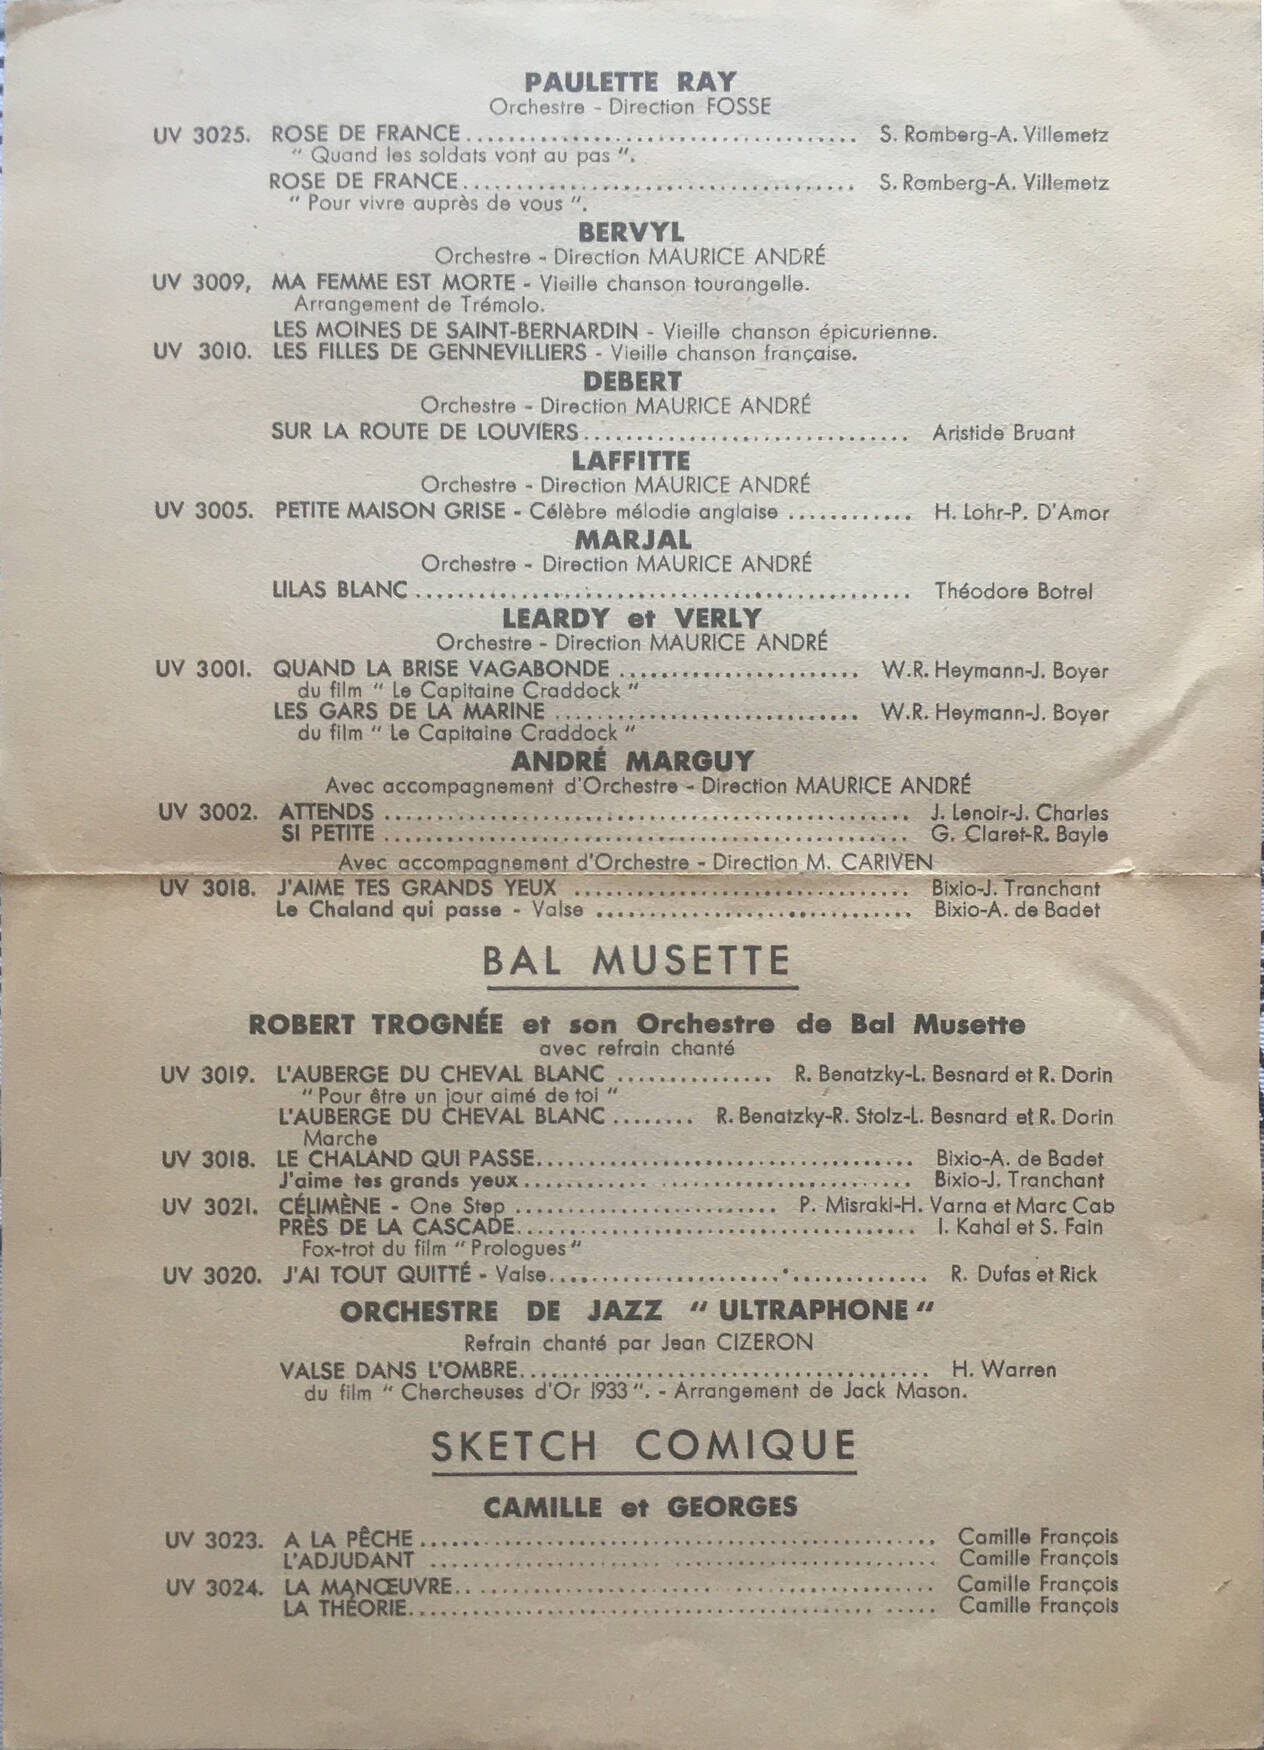 PAULETTE RAY
Orchestre - Direction FOSSE
UV 3025. ROSE DE FRANCE.................................... S. Romberg-A. Villemetz
" Quand les soldats vont au pas ".
ROSE DE FRANCE.................................... S. Romberg-A. Villemetz
" Pour vivre auprès de vous ".
BERVYL
Orchestre - Direction MAURICE ANDRÉ
UV 3009, MA FEMME EST MORTE - Vieille chanson tourangelle.
Arrangement de Trémolo.
LES MOINES DE SAINT-BERNARDIN - Vieille chanson épicurienne.
UV 3010. LES FILLES DE GENNEVILLIERS - Vieille chanson française.
DEBERT
Orchestre - Direction MAURICE ANDRÉ
SUR LA ROUTE DE LOUVIERS............................... Aristide Bruant
LAFFITTE
Orchestre - Direction MAURICE ANDRÉ
UV 3005. PETITE MAISON GRISE - Célèbre mélodie anglaise ............ H. Lohr-P. D'Amor
MARJAL
Orchestre - Direction MAURICE ANDRÉ
LILAS BLANC............................................... Théodore Botrel
LEARDY et VERLY
Orchestre - Direction MAURICE ANDRÉ
UV 3001. QUAND LA BRISE VAGABONDE ....................... W.R. Heymann-J. Boyer
du film " Le Capitaine Craddock "
LES GARS DE LA MARINE ............................. W.R. Heymann-J. Boyer
du film " Le Capitaine Craddock "
ANDRÉ MARGUY
Avec accompagnement d'Orchestre - Direction MAURICE ANDRÉ
UV 3002. ATTENDS .................................................. J. Lenoir-J. Charles
SI PETITE .................................................. G. Claret-R. Bayle
Avec accompagnement d'Orchestre - Direction M. CARIVEN
UV 3018. J'AIME TES GRANDS YEUX ................................ Bixio-J. Tranchant
Le Chaland qui passe - Valse .............................. Bixio-A. de Badet
BAL MUSETTE
ROBERT TROGNÉE et son Orchestre de Bal Musette
avec refrain chanté
UV 3019. L'AUBERGE DU CHEVAL BLANC ............... R. Benatzky-L. Besnard et R. Dorin
" Pour être un jour aimé de toi "
L'AUBERGE DU CHEVAL BLANC ........ R. Benatzky-R. Stolz-L. Besnard et R. Dorin
Marche
UV 3018. LE CHALAND QUI PASSE.................................... Bixio-A. de Badet
J'aime tes grands yeux..................................... Bixio-J. Tranchant
UV 3021. CÉLIMÈNE - One Step ......................... P. Misraki-H. Varna et Marc Cab
PRÈS DE LA CASCADE...................................... I. Kahal et S. Fain
Fox-trot du film " Prologues "
UV 3020. J'AI TOUT QUITTÉ - Valse.................................... R. Dufas et Rick
ORCHESTRE DE JAZZ " ULTRAPHONE "
Refrain chanté par Jean CIZERON
VALSE DANS L'OMBRE....................................... H. Warren
du film " Chercheuses d'Or 1933 ". - Arrangement de Jack Mason.
SKETCH COMIQUE
CAMILLE et GEORGES
UV 3023. A LA PÊCHE ................................................. Camille François
L'ADJUDANT ................................................ Camille François
UV 3024. LA MANŒUVRE.............................................. Camille François
LA THÉORIE.................................................. Camille François